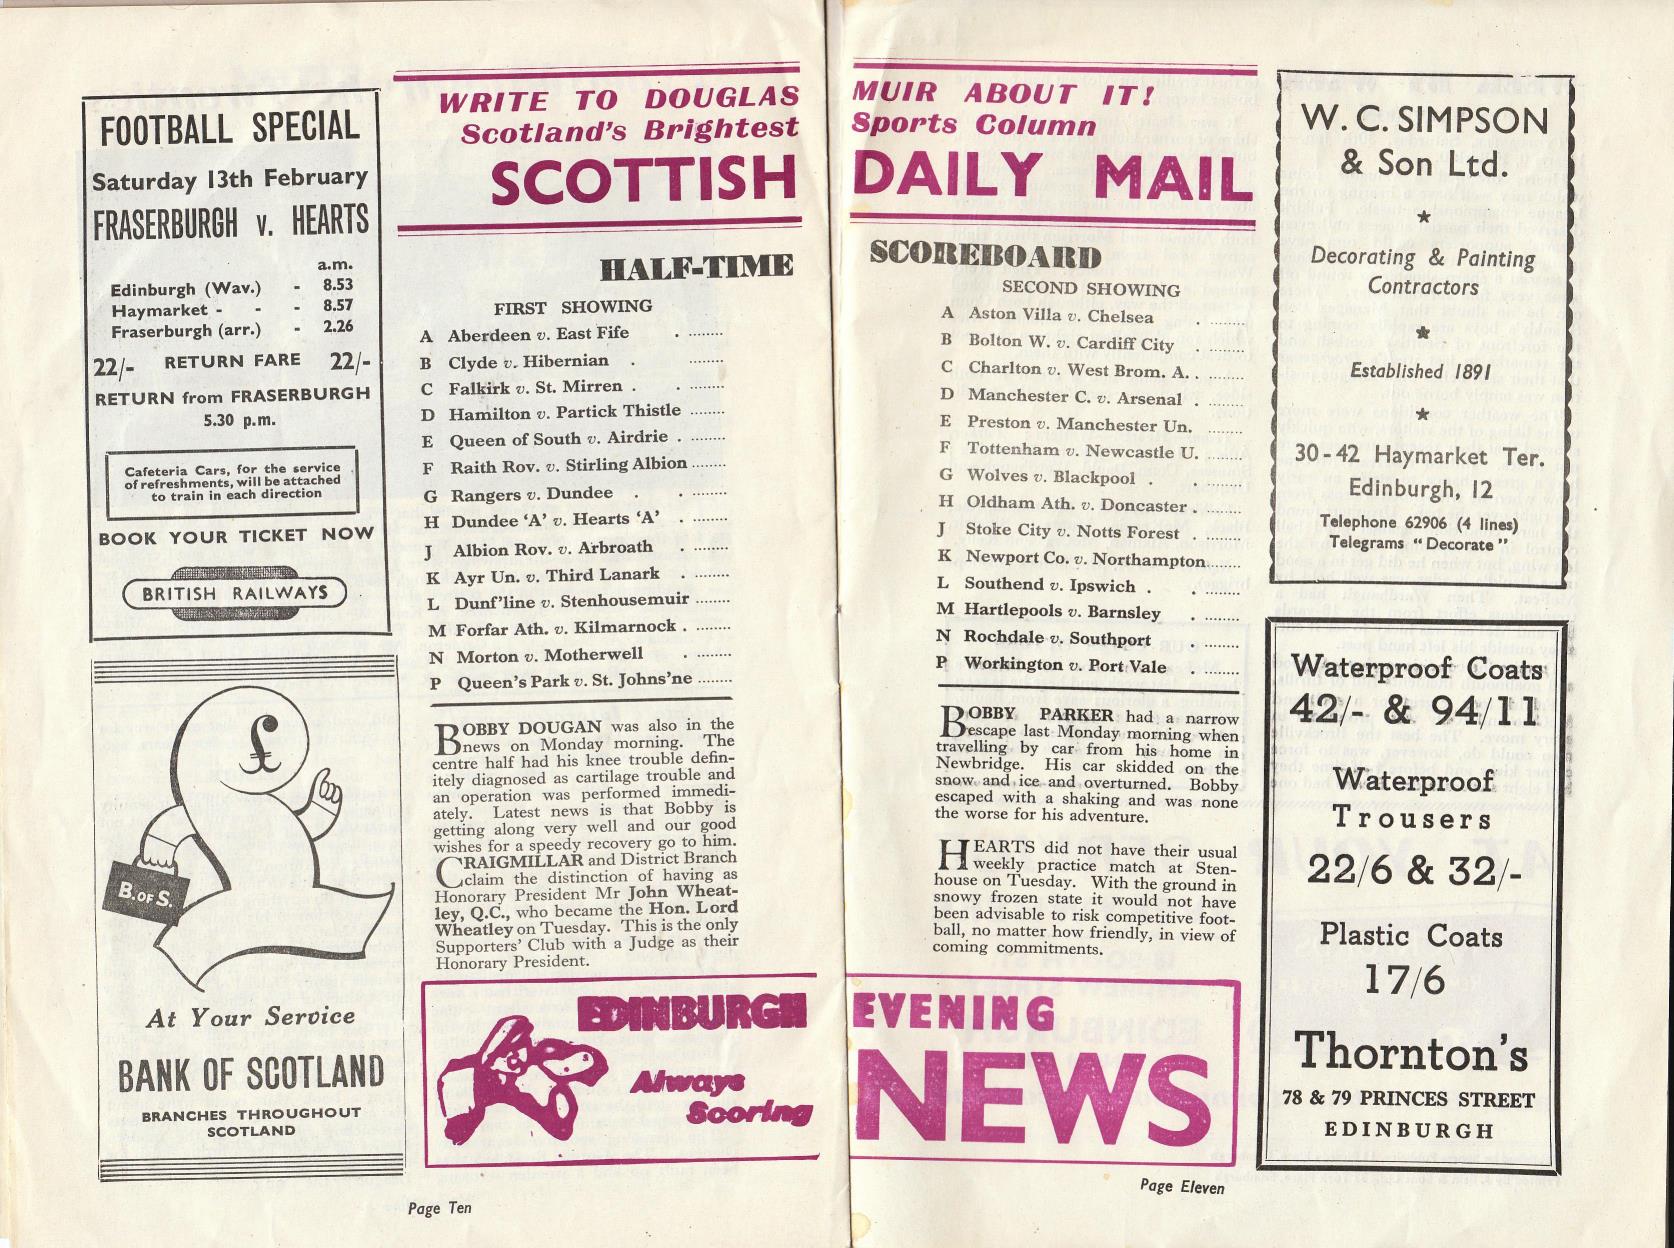 FOOTBALL SPECIAL
Saturday 13th February
FRASERBURGH v. HEARTS
a.m.
Edinburgh (Wav.) - 8.53
Haymarket - - - 8.57
Fraserburgh (arr.) - 2.26
22/- RETURN FARE 22/-
RETURN from FRASERBURGH
5.30 p.m.
Cafeteria Cars, for the service
of refreshments, will be attached
to train in each direction
BOOK YOUR TICKET NOW
BRITISH RAILWAYS
£
B. OF S.
At Your Service
BANK OF SCOTLAND
BRANCHES THROUGHOUT
SCOTLAND
WRITE TO DOUGLAS
Scotland's Brightest
SCOTTISH
HALF-TIME
FIRST SHOWING
A Aberdeen v. East Fife . ........
B Clyde v. Hibernian . ........
C Falkirk v. St. Mirren . . ........
D Hamilton v. Partick Thistle ........
E Queen of South v. Airdrie . ........
F Raith Rov. v. Stirling Albion ........
G Rangers v. Dundee . . ........
H Dundee 'A' v. Hearts 'A' . ........
J Albion Rov. v. Arbroath . ........
K Ayr Un. v. Third Lanark . ........
L Dunf'line v. Stenhousemuir ........
M Forfar Ath. v. Kilmarnock . ........
N Morton v. Motherwell . ........
P Queen's Park v. St. Johns'ne ........
BOBBY DOUGAN was also in the
news on Monday morning. The
centre half had his knee trouble defin-
itely diagnosed as cartilage trouble and
an operation was performed immedi-
ately. Latest news is that Bobby is
getting along very well and our good
wishes for a speedy recovery go to him.
CRAIGMILLAR and District Branch
claim the distinction of having as
Honorary President Mr John Wheat-
ley, Q.C., who became the Hon. Lord
Wheatley on Tuesday. This is the only
Supporters' Club with a Judge as their
Honorary President.
EDINBURGH
Always
Scoring
Page Ten
MUIR ABOUT IT!
Sports Column
DAILY MAIL
SCOREBOARD
SECOND SHOWING
A Aston Villa v. Chelsea . ........
B Bolton W. v. Cardiff City . ........
C Charlton v. West Brom. A. . ........
D Manchester C. v. Arsenal . ........
E Preston v. Manchester Un. ........
F Tottenham v. Newcastle U. ........
G Wolves v. Blackpool . . ........
H Oldham Ath. v. Doncaster . ........
J Stoke City v. Notts Forest . ........
K Newport Co. v. Northampton ........
L Southend v. Ipswich . . ........
M Hartlepools v. Barnsley . ........
N Rochdale v. Southport . ........
P Workington v. Port Vale . ........
BOBBY PARKER had a narrow
escape last Monday morning when
travelling by car from his home in
Newbridge. His car skidded on the
snow and ice and overturned. Bobby
escaped with a shaking and was none
the worse for his adventure.
HEARTS did not have their usual
weekly practice match at Sten-
house on Tuesday. With the ground in
snowy frozen state it would not have
been advisable to risk competitive foot-
ball, no matter how friendly, in view of
coming commitments.
EVENING
NEWS
Page Eleven
W. C. SIMPSON
& Son Ltd.
Decorating & Painting
Contractors
Established 1891
30-42 Haymarket Ter.
Edinburgh, 12
Telephone 62906 (4 lines)
Telegrams "Decorate"
Waterproof Coats
42/- & 94/11
Waterproof
Trousers
22/6 & 32/-
Plastic Coats
17/6
Thornton's
78 & 79 PRINCES STREET
EDINBURGH